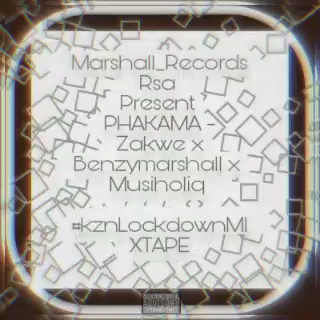 Marshall_Records
Rsa
Present
PHAKAMA -
Zakwe x
Benzymarshall x
Musiholiq
#kznLockdownMI
XTAPE